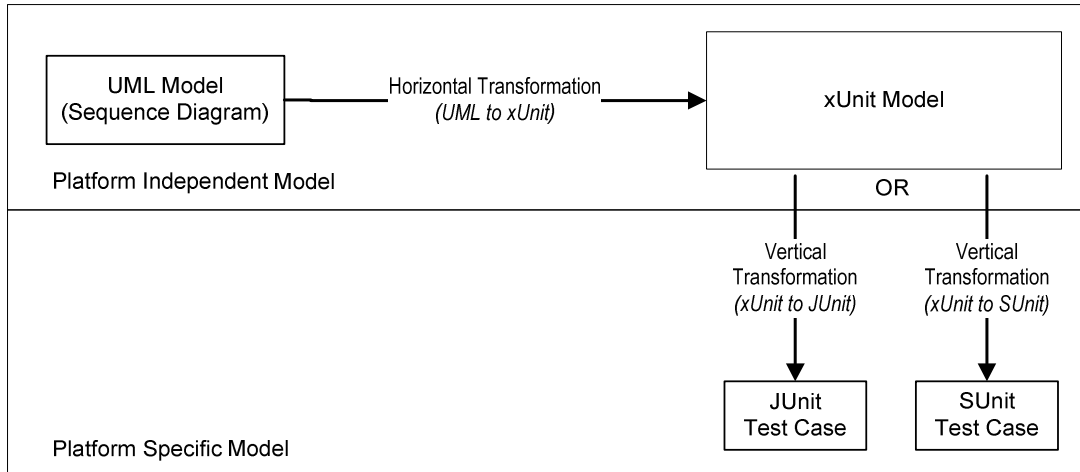 UML Model
(Sequence Diagram)
Horizontal Transformation
(UML to xUnit)
xUnit Model
Platform Independent Model
OR
Vertical
Transformation
(xUnit to JUnit)
Vertical
Transformation
(xUnit to SUnit)
JUnit
Test Case
SUnit
Test Case
Platform Specific Model